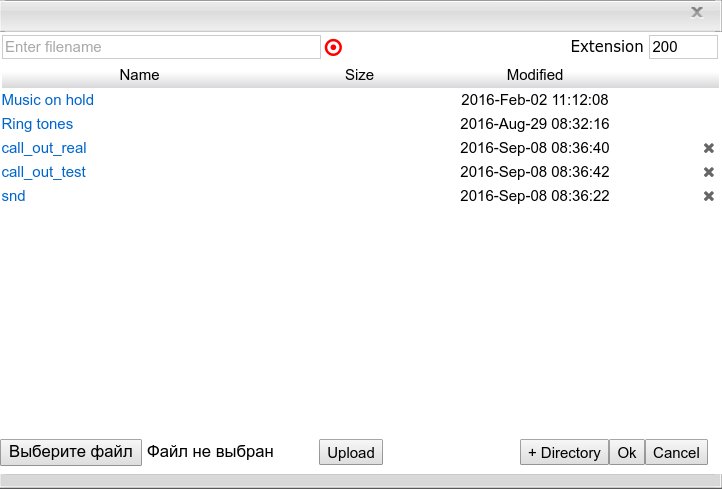 Enter filename Extension 200
Name Size Modified
Music on hold 2016-Feb-02 11:12:08
Ring tones 2016-Aug-29 08:32:16
call_out_real 2016-Sep-08 08:36:40
call_out_test 2016-Sep-08 08:36:42
snd 2016-Sep-08 08:36:22
Выберите файл Файл не выбран Upload + Directory Ok Cancel